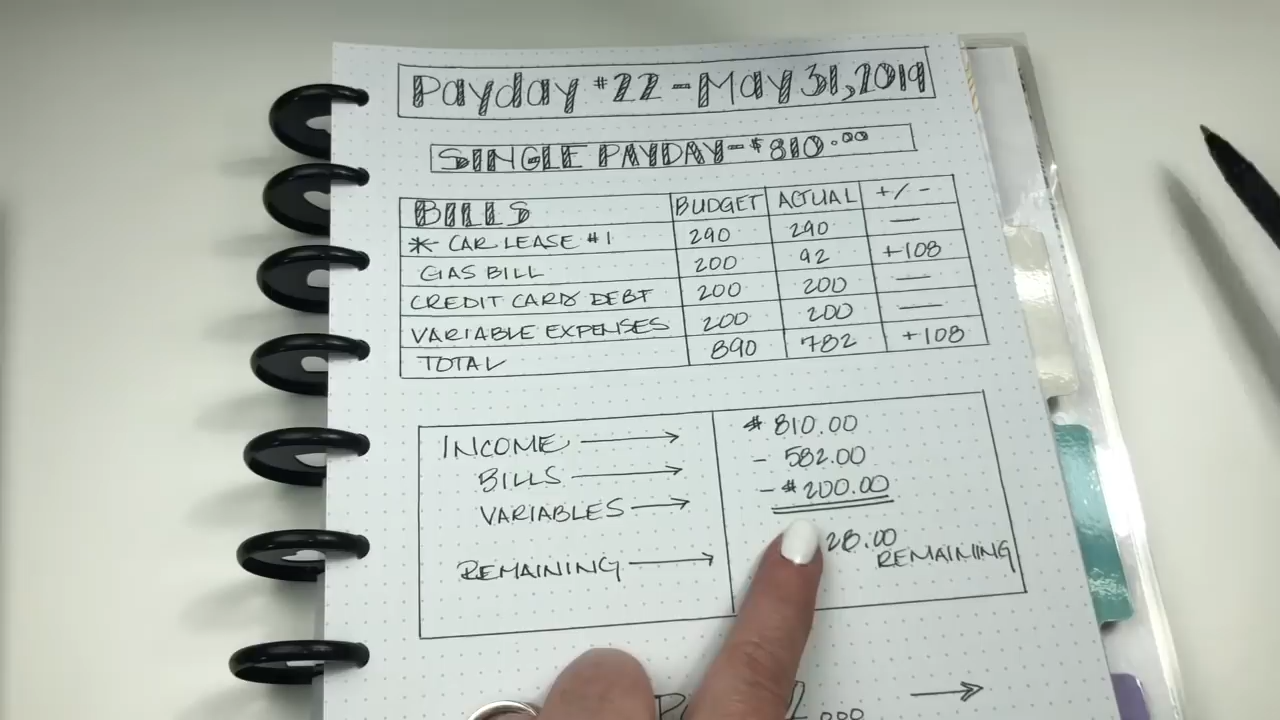 Payday #22 - May 31, 2019
SINGLE PAYDAY - $810.00
BILLS BUDGET ACTUAL +/-
* CAR LEASE #1 290 290 —
GAS BILL 200 92 +108
CREDIT CARD DEBT 200 200 —
VARIABLE EXPENSES 200 200 —
TOTAL 890 782 +108
INCOME → $ 810.00
BILLS → - 582.00
VARIABLES → - $200.00
REMAINING → 28.00
REMAINING
→